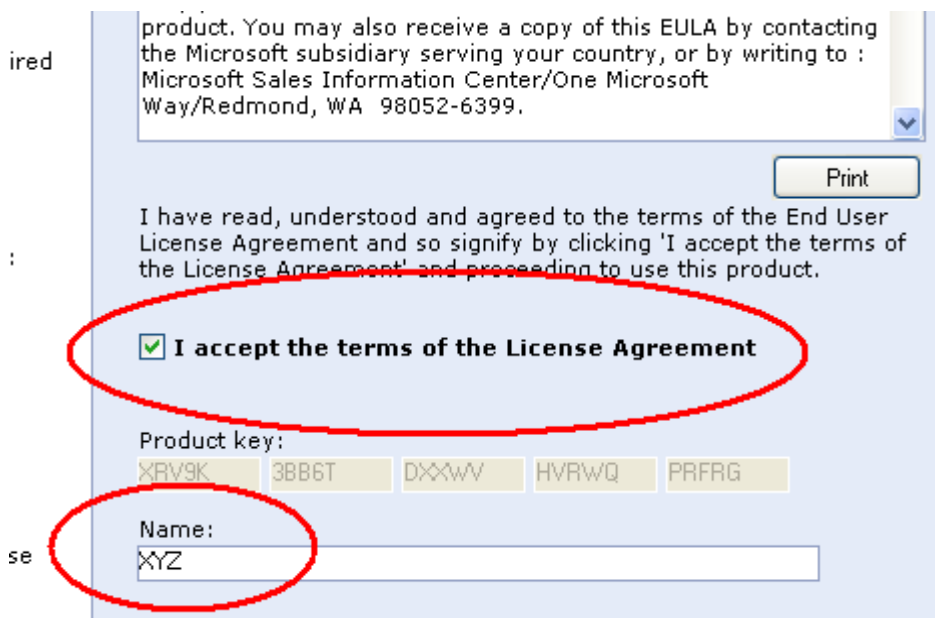 product. You may also receive a copy of this EULA by contacting
ired
the Microsoft subsidiary serving your country, or by writing to :
Microsoft Sales Information Center/One Microsoft
Way/Redmond, WA 98052-6399.
Print
I have read, understood and agreed to the terms of the End User
License Agreement and so signify by clicking 'I accept the terms of
:
the License Agreement' and proceeding to use this product.
I accept the terms of the License Agreement
Product key:
XRV9K 3BB6T DXXWV HVRWQ PRFRG
Name:
se
XYZ